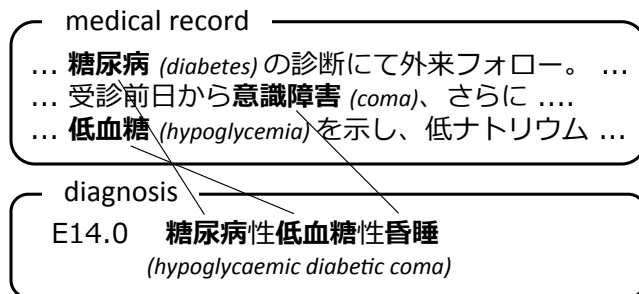 medical record
... 糖尿病 (diabetes) の診断にて外来フォロー。 ...
... 受診前日から意識障害 (coma)、さらに ....
... 低血糖 (hypoglycemia) を示し、低ナトリウム ...
diagnosis
E14.0 糖尿病性低血糖性昏睡
(hypoglycaemic diabetic coma)